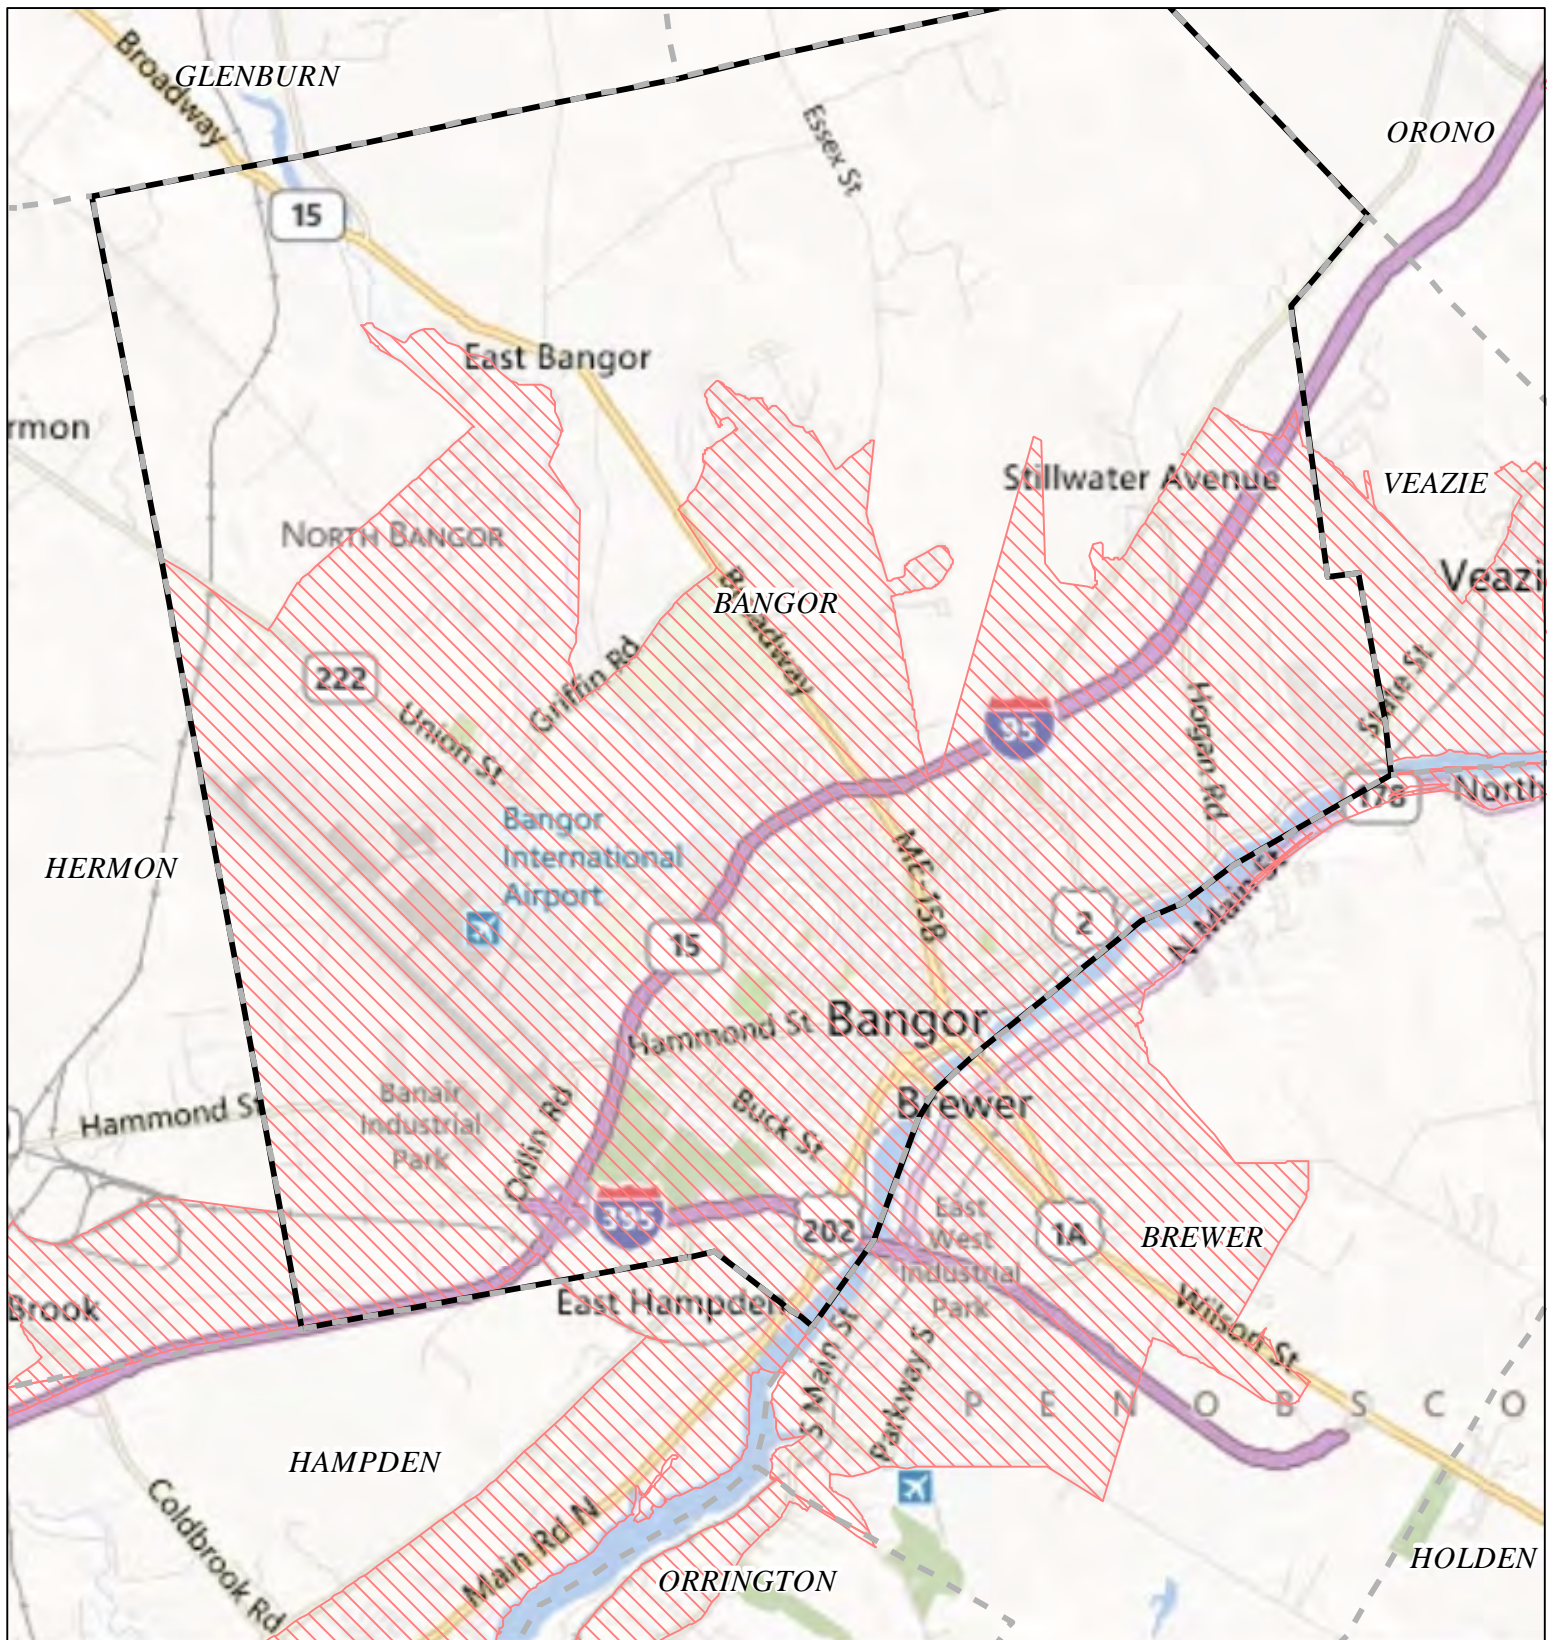 Broadway
GLENBURN
ORONO
Essex St
15
East Bangor
rmon
Stillwater Avenue
VEAZIE
NORTH BANGOR
Veazi
BANGOR
Broadway
222
Griffin Rd
State St
Union St
95
Hogan Rd
178
North
Bangor
International
Airport
HERMON
ME-15B
2
N Main St
15
Hammond St
Bangor
Banair
Industrial
Park
Hammond St
Buck St
Brewer
Odlin Rd
395
202
East
West
Industrial
Park
1A
BREWER
Brook
East Hampden
Wilson St
S Main St
Parkway S
P E N O B S C O
HAMPDEN
Coldbrook Rd
Main Rd N
ORRINGTON
HOLDEN